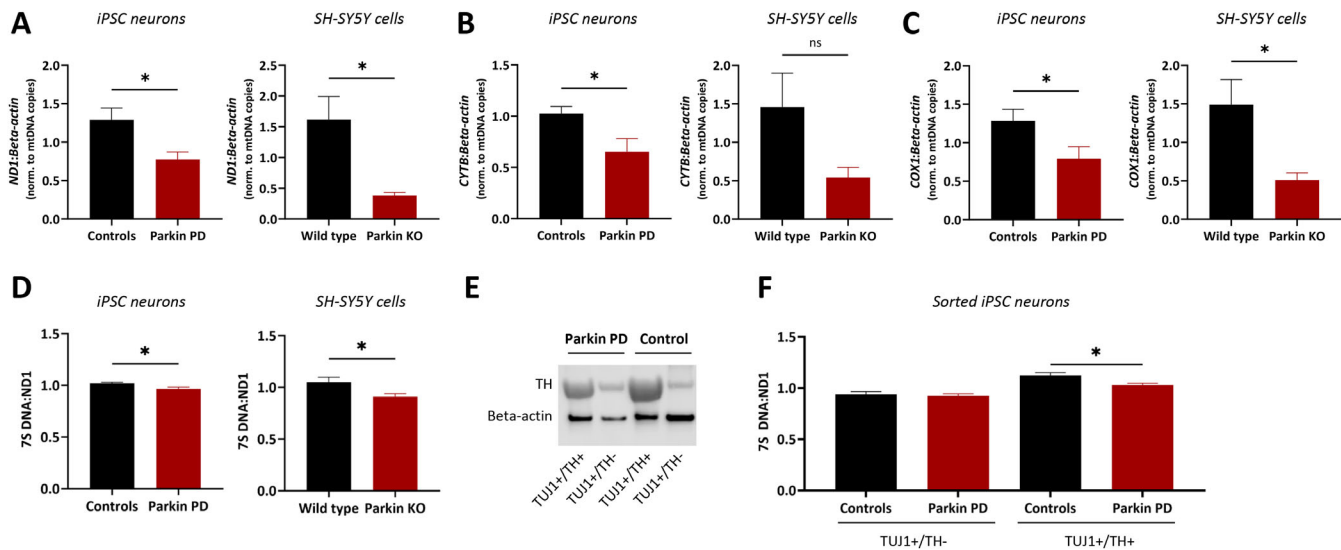 A
iPSC neurons
SH-SY5Y cells
ND1:Beta-actin
(norm. to mtDNA copies)
2.0
1.5
1.0
0.5
0.0
*
Controls
Parkin PD
ND1:Beta-actin
(norm. to mtDNA copies)
2.5
2.0
1.5
1.0
0.5
0.0
*
Wild type
Parkin KO
B
iPSC neurons
SH-SY5Y cells
CYTB:Beta-actin
(norm. to mtDNA copies)
1.5
1.0
0.5
0.0
*
Controls
Parkin PD
CYTB:Beta-actin
(norm. to mtDNA copies)
2.0
1.5
1.0
0.5
0.0
ns
Wild type
Parkin KO
C
iPSC neurons
SH-SY5Y cells
COX1:Beta-actin
(norm. to mtDNA copies)
2.0
1.5
1.0
0.5
0.0
*
Controls
Parkin PD
COX1:Beta-actin
(norm. to mtDNA copies)
2.0
1.5
1.0
0.5
0.0
*
Wild type
Parkin KO
D
iPSC neurons
SH-SY5Y cells
7S DNA:ND1
1.5
1.0
0.5
0.0
*
Controls
Parkin PD
7S DNA:ND1
1.5
1.0
0.5
0.0
*
Wild type
Parkin KO
E
Parkin PD
Control
TH
Beta-actin
TUJ1+/TH+
TUJ1+/TH-
TUJ1+/TH+
TUJ1+/TH-
F
Sorted iPSC neurons
7S DNA:ND1
1.5
1.0
0.5
0.0
*
Controls
Parkin PD
Controls
Parkin PD
TUJ1+/TH-
TUJ1+/TH+